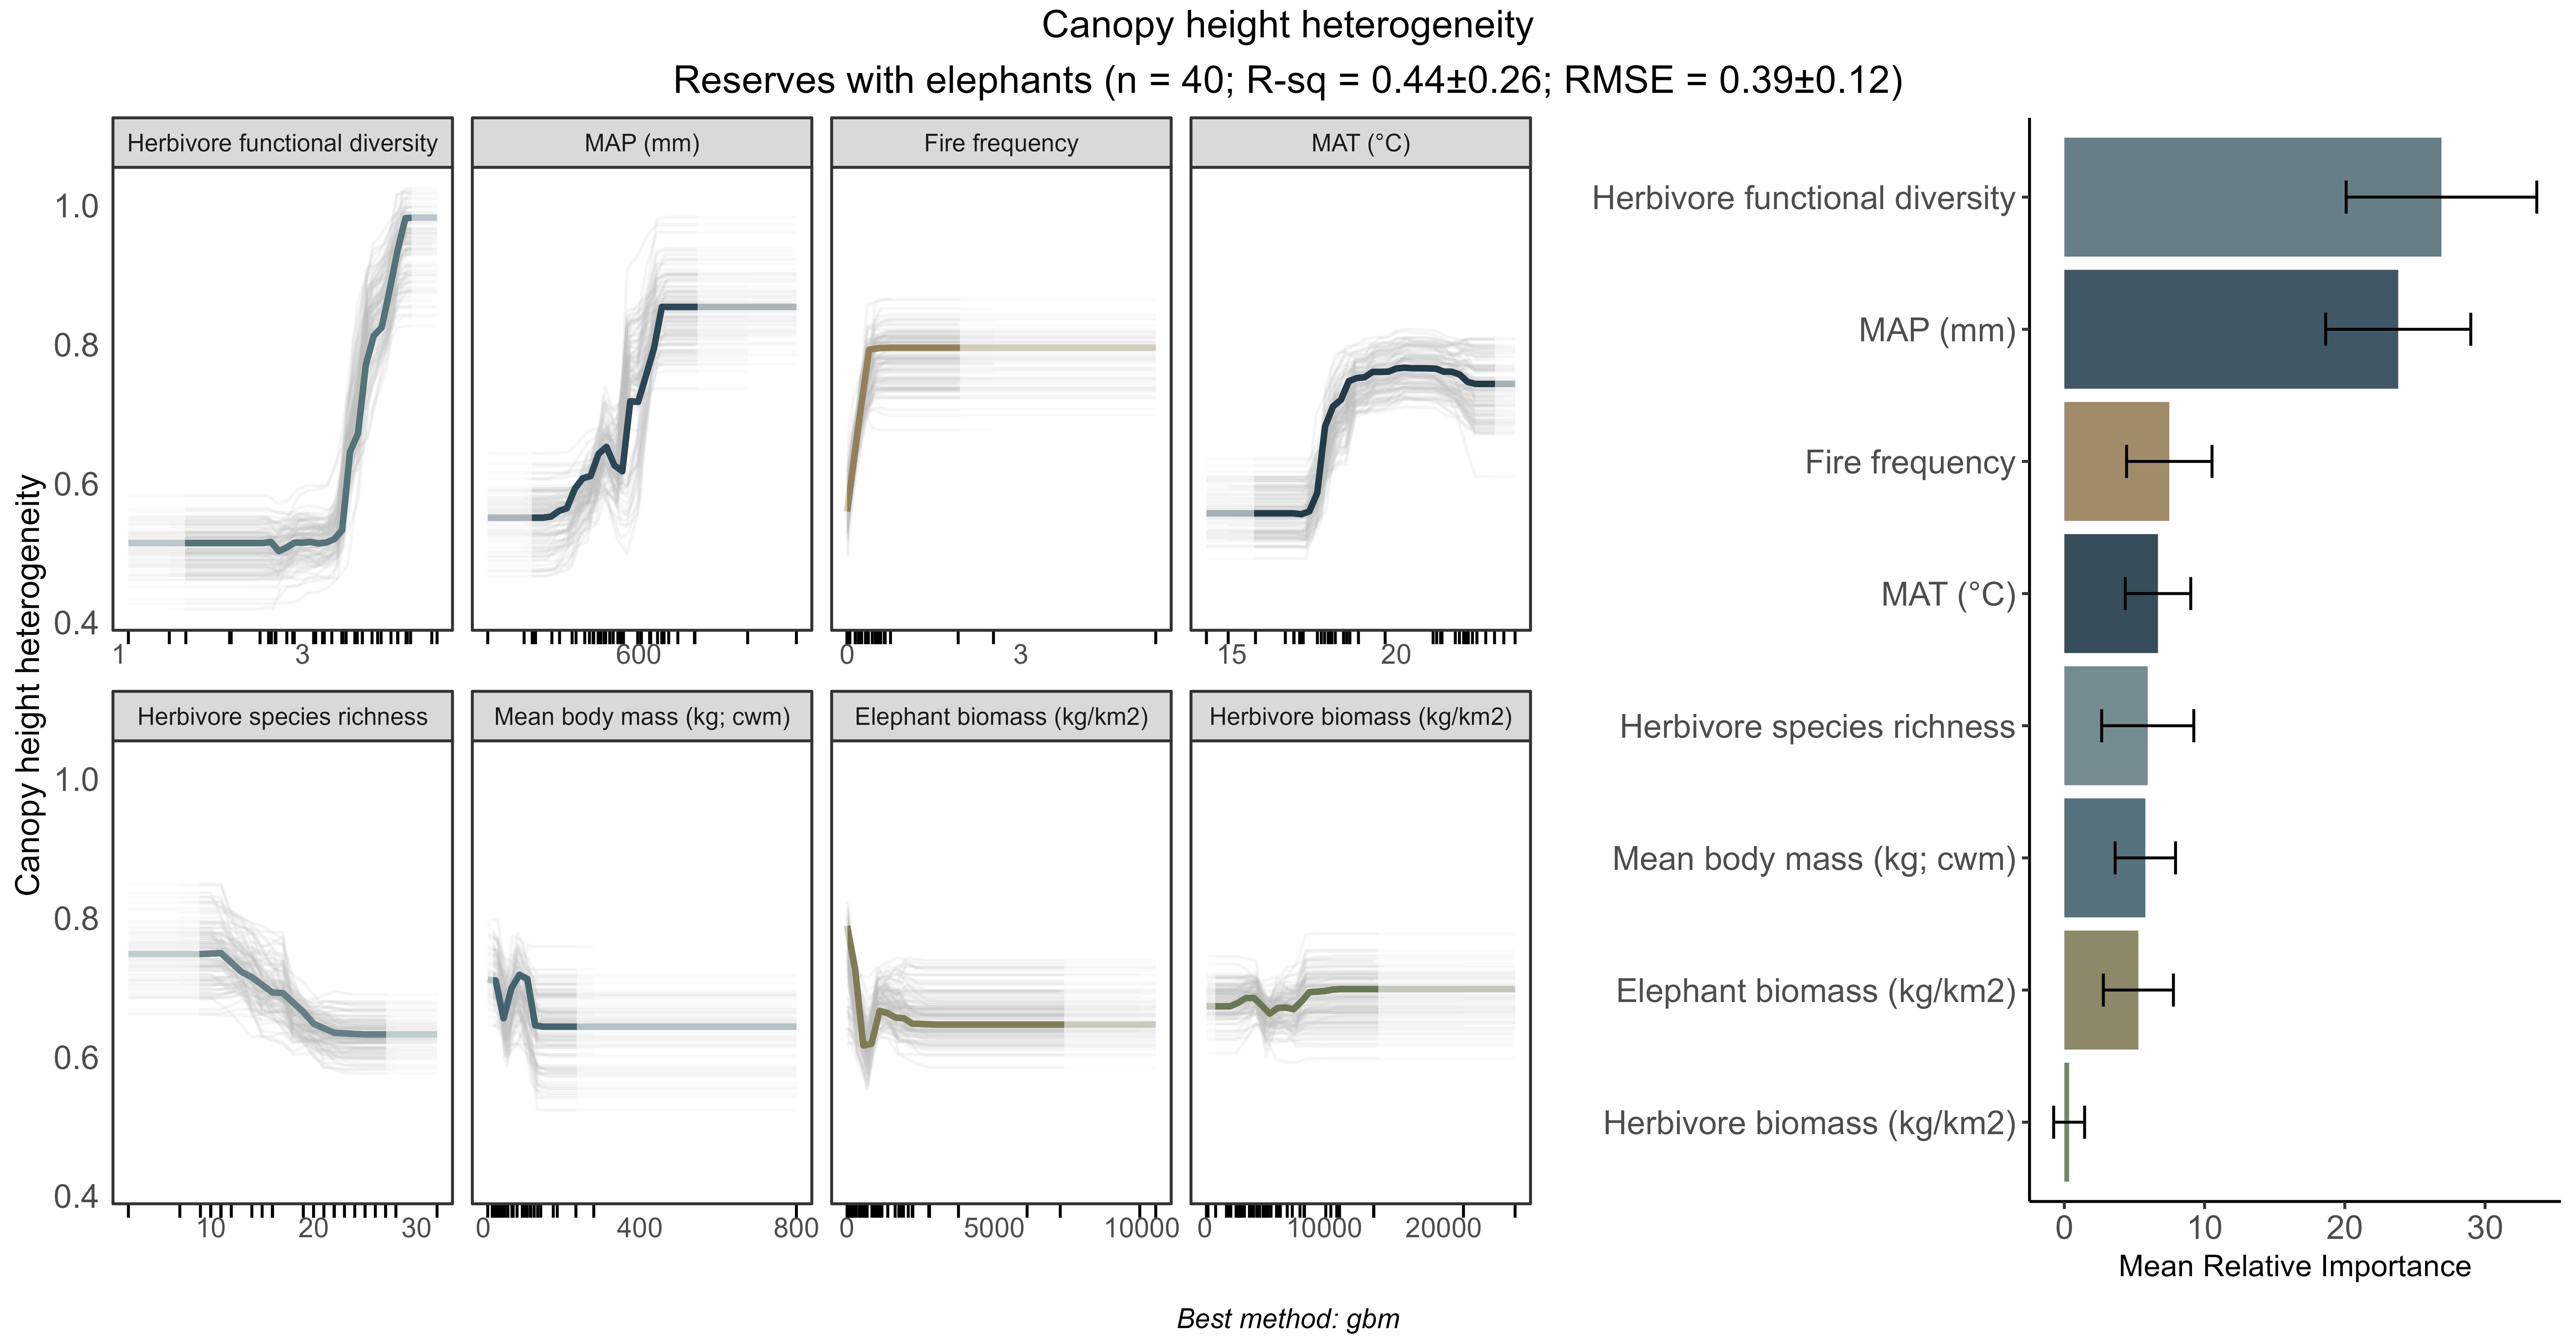 Canopy height heterogeneity
Reserves with elephants (n = 40; R-sq = 0.44±0.26; RMSE = 0.39±0.12)
Herbivore functional diversity
MAP (mm)
Fire frequency
MAT (°C)
1.0
0.8
0.6
0.4
1 3
600
0 3
15 20
Herbivore species richness
Mean body mass (kg; cwm)
Elephant biomass (kg/km2)
Herbivore biomass (kg/km2)
1.0
0.8
0.6
0.4
10 20 30
0 400 800
0 5000 10000
0 10000 20000
Canopy height heterogeneity
Herbivore functional diversity
MAP (mm)
Fire frequency
MAT (°C)
Herbivore species richness
Mean body mass (kg; cwm)
Elephant biomass (kg/km2)
Herbivore biomass (kg/km2)
0 10 20 30
Mean Relative Importance
Best method: gbm